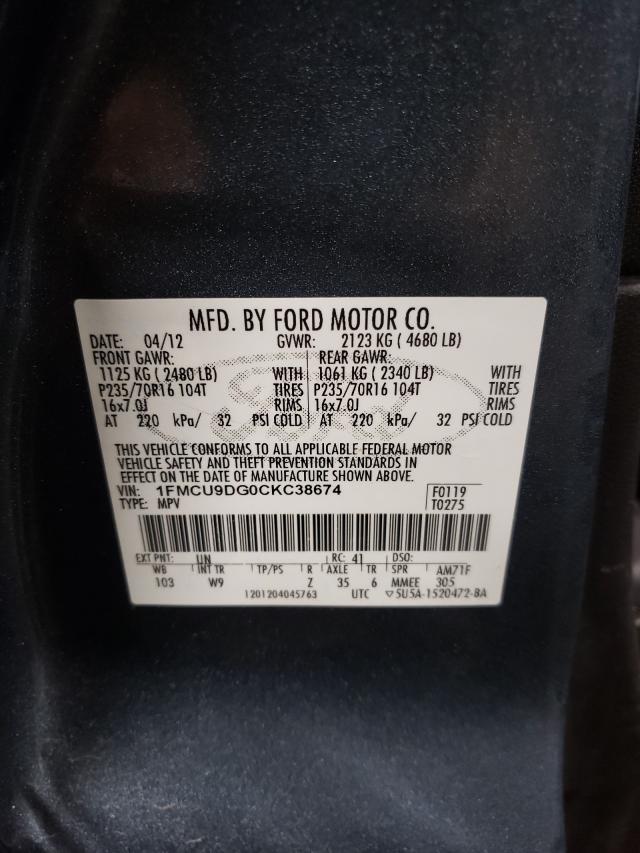 MFD. BY FORD MOTOR CO.
DATE: 04/12 GVWR: 2123 KG ( 4680 LB)
FRONT GAWR: REAR GAWR:
1125 KG ( 2480 LB) WITH 1061 KG ( 2340 LB) WITH
P235/70R16 104T TIRES P235/70R16 104T TIRES
16x7.0J RIMS 16x7.0J RIMS
AT 220 kPa/ 32 PSI COLD AT 220 kPa/ 32 PSI COLD
THIS VEHICLE CONFORMS TO ALL APPLICABLE FEDERAL MOTOR
VEHICLE SAFETY AND THEFT PREVENTION STANDARDS IN
EFFECT ON THE DATE OF MANUFACTURE SHOWN ABOVE.
VIN: 1FMCU9DG0CKC38674 F0119
TYPE: MPV T0275
EXT PNT: UN RC: 41 DSO:
WB INT TR TP/PS R AXLE TR SPR AM71F
103 W9 Z 35 6 MMEE 305
1201204045763 UTC ▽5U5A-1520472-BA
Ford